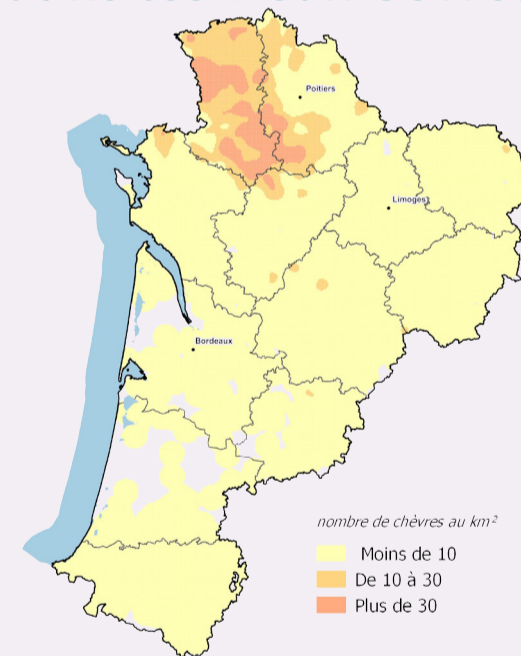 Poitiers
Limoges
Bordeaux
nombre de chèvres au km²
Moins de 10
De 10 à 30
Plus de 30